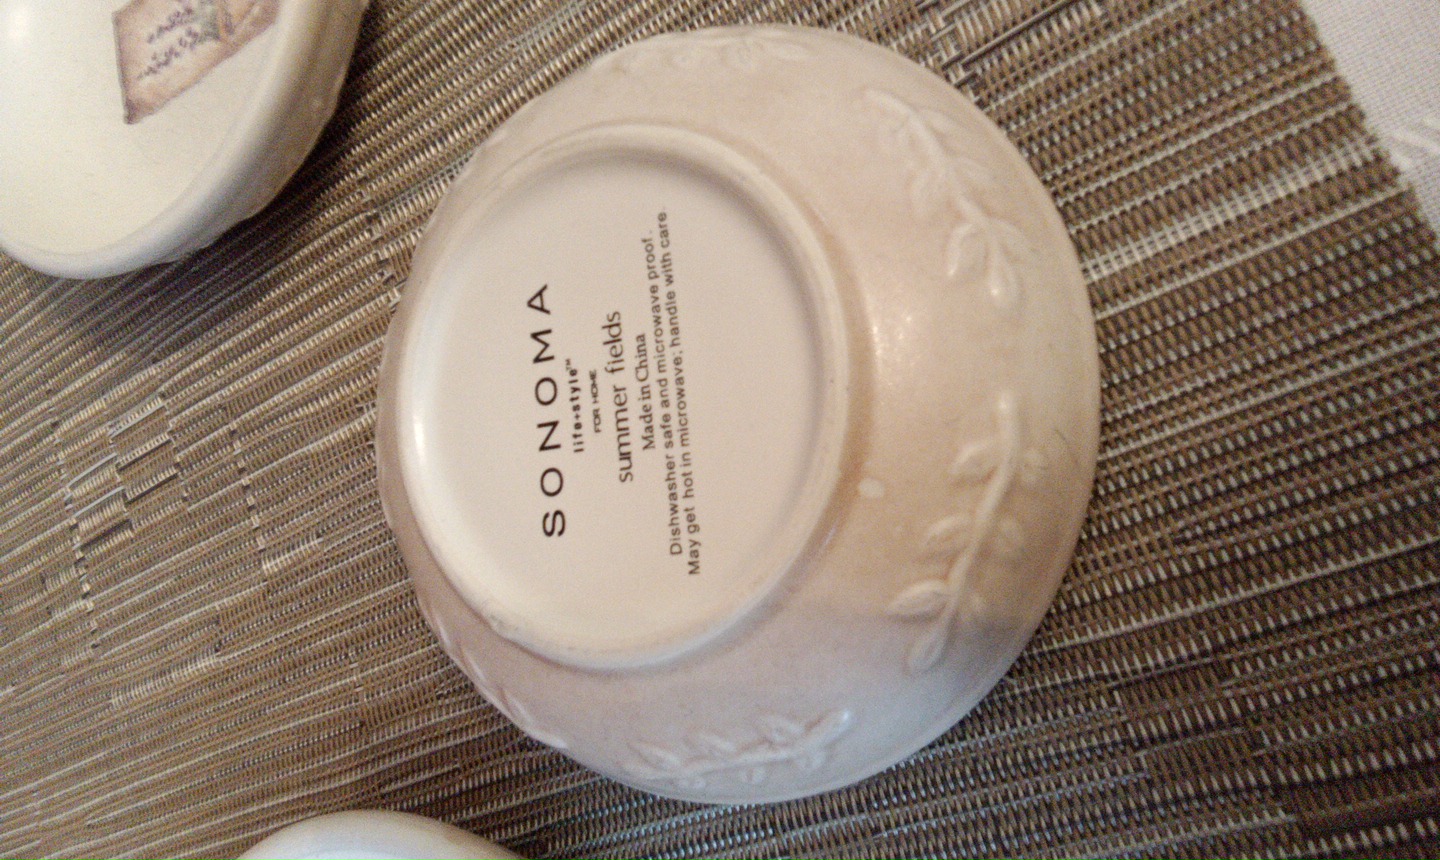 SONOMA
life+style™
FOR HOME
summer fields
Made in China
Dishwasher safe and microwave proof.
May get hot in microwave; handle with care.